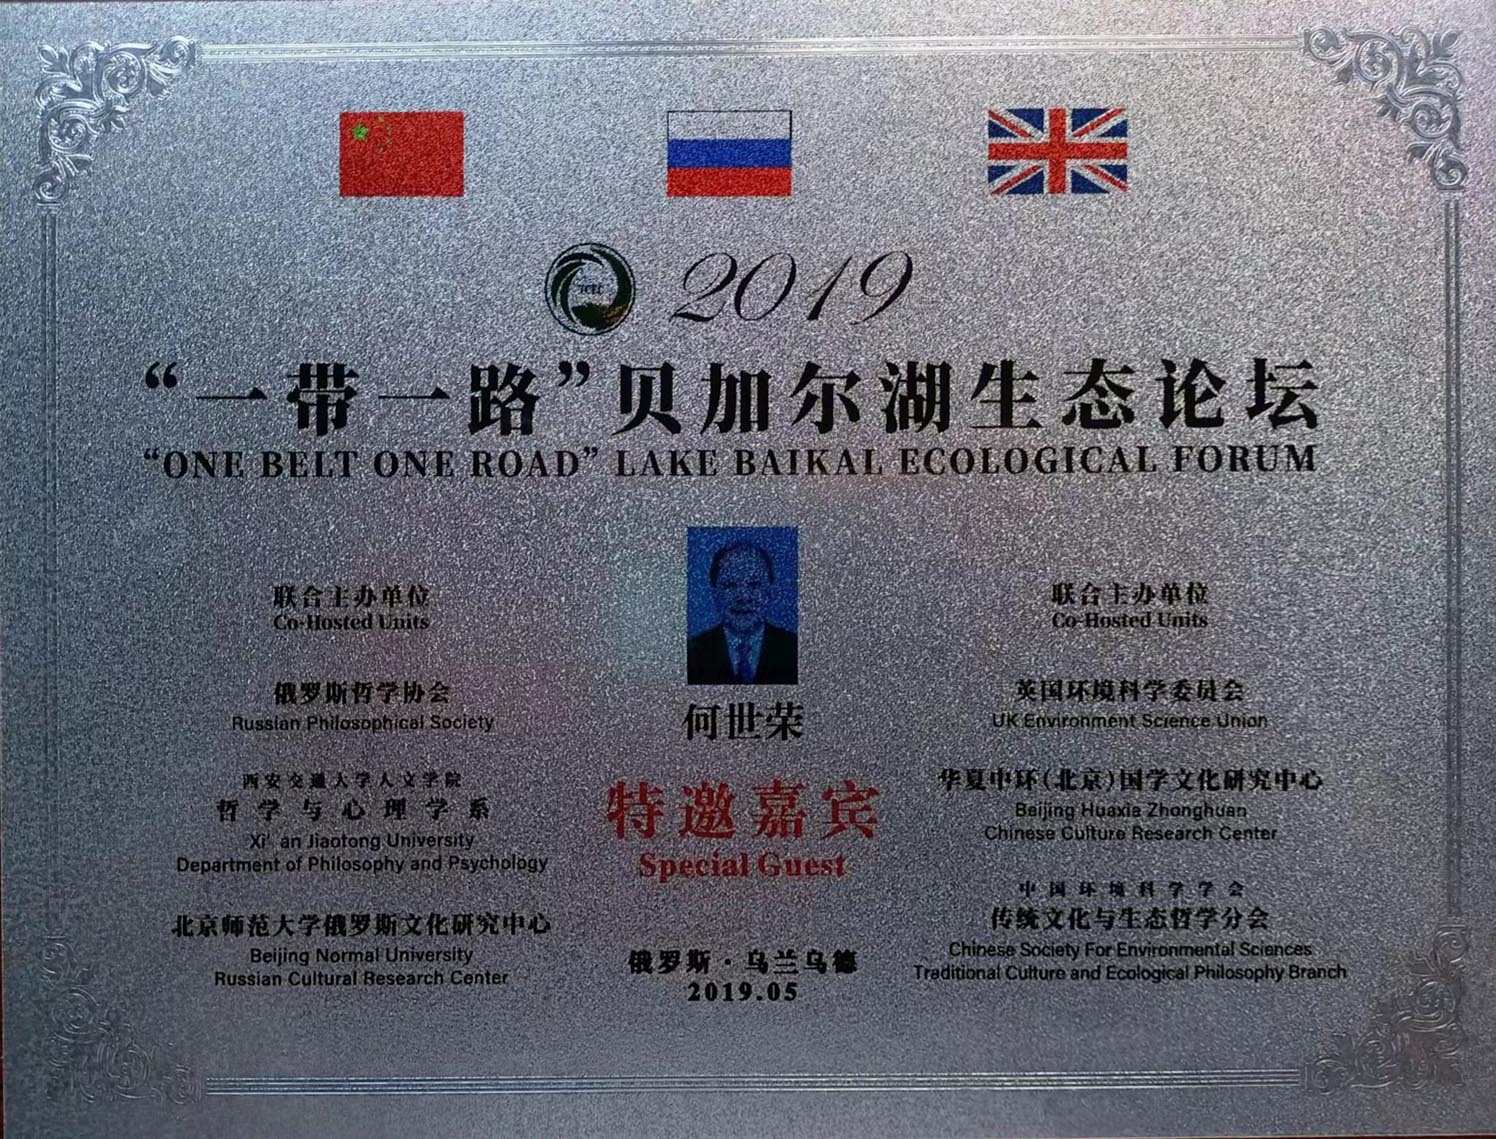 TCEC
2019
“一带一路”贝加尔湖生态论坛
“ONE BELT ONE ROAD” LAKE BAIKAL ECOLOGICAL FORUM
联合主办单位
Co-Hosted Units
俄罗斯哲学协会
Russian Philosophical Society
西安交通大学人文学院
哲学与心理学系
Xi' an Jiaotong University
Department of Philosophy and Psychology
北京师范大学俄罗斯文化研究中心
Beijing Normal University
Russian Cultural Research Center
何世荣
特邀嘉宾
Special Guest
俄罗斯·乌兰乌德
2019.05
联合主办单位
Co-Hosted Units
英国环境科学委员会
UK Environment Science Union
华夏中环(北京)国学文化研究中心
Beijing Huaxia Zhonghuan
Chinese Culture Research Center
中国环境科学学会
传统文化与生态哲学分会
Chinese Society For Environmental Sciences
Traditional Culture and Ecological Philosophy Branch